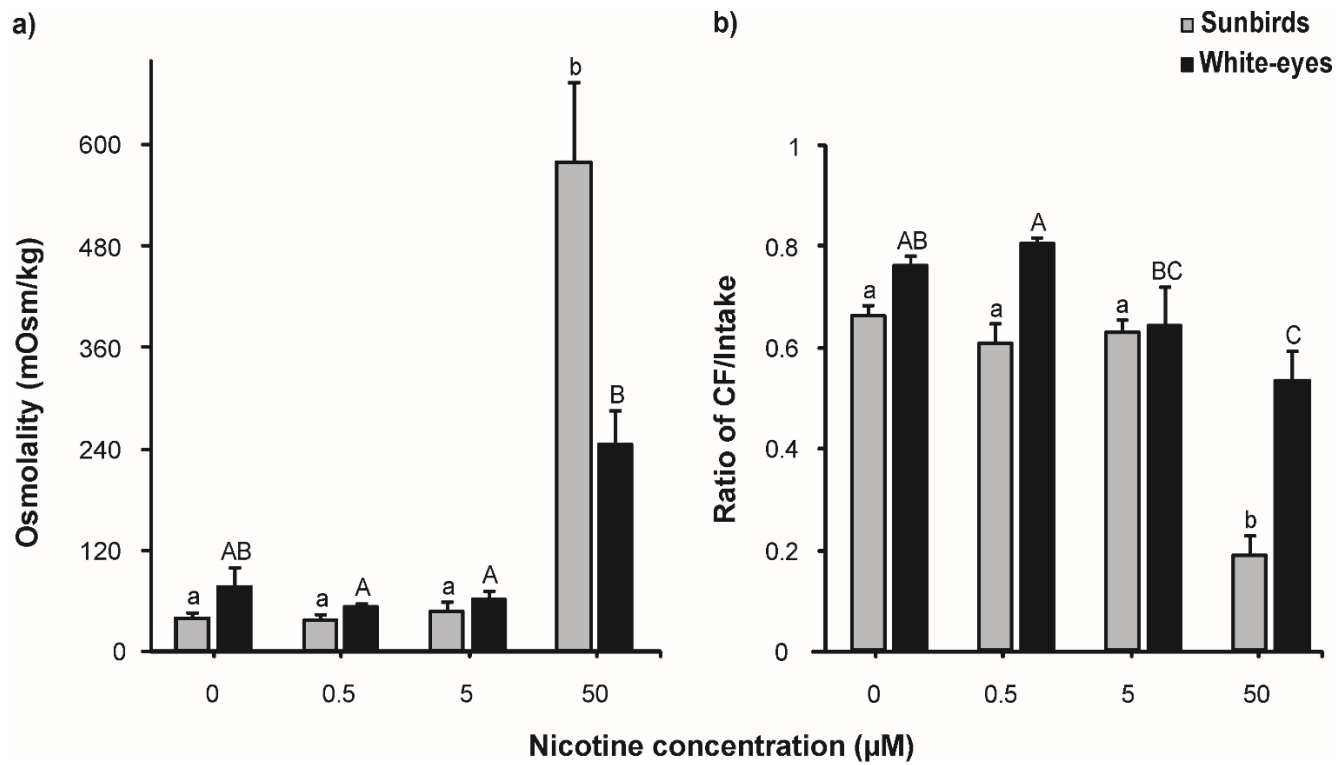 a)
Osmolality (mOsm/kg)
600
480
360
240
120
0
a
AB
a
A
a
A
b
B
0
0.5
5
50
b)
Sunbirds
White-eyes
Ratio of CF/Intake
1
0.8
0.6
0.4
0.2
0
a
AB
a
A
a
BC
b
C
0
0.5
5
50
Nicotine concentration (µM)